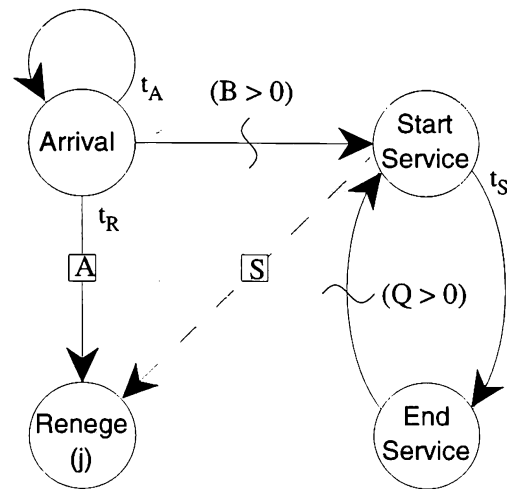 t_A
(B > 0)
Arrival
Start
Service
t_S
t_R
A
S
(Q > 0)
Renege
(j)
End
Service